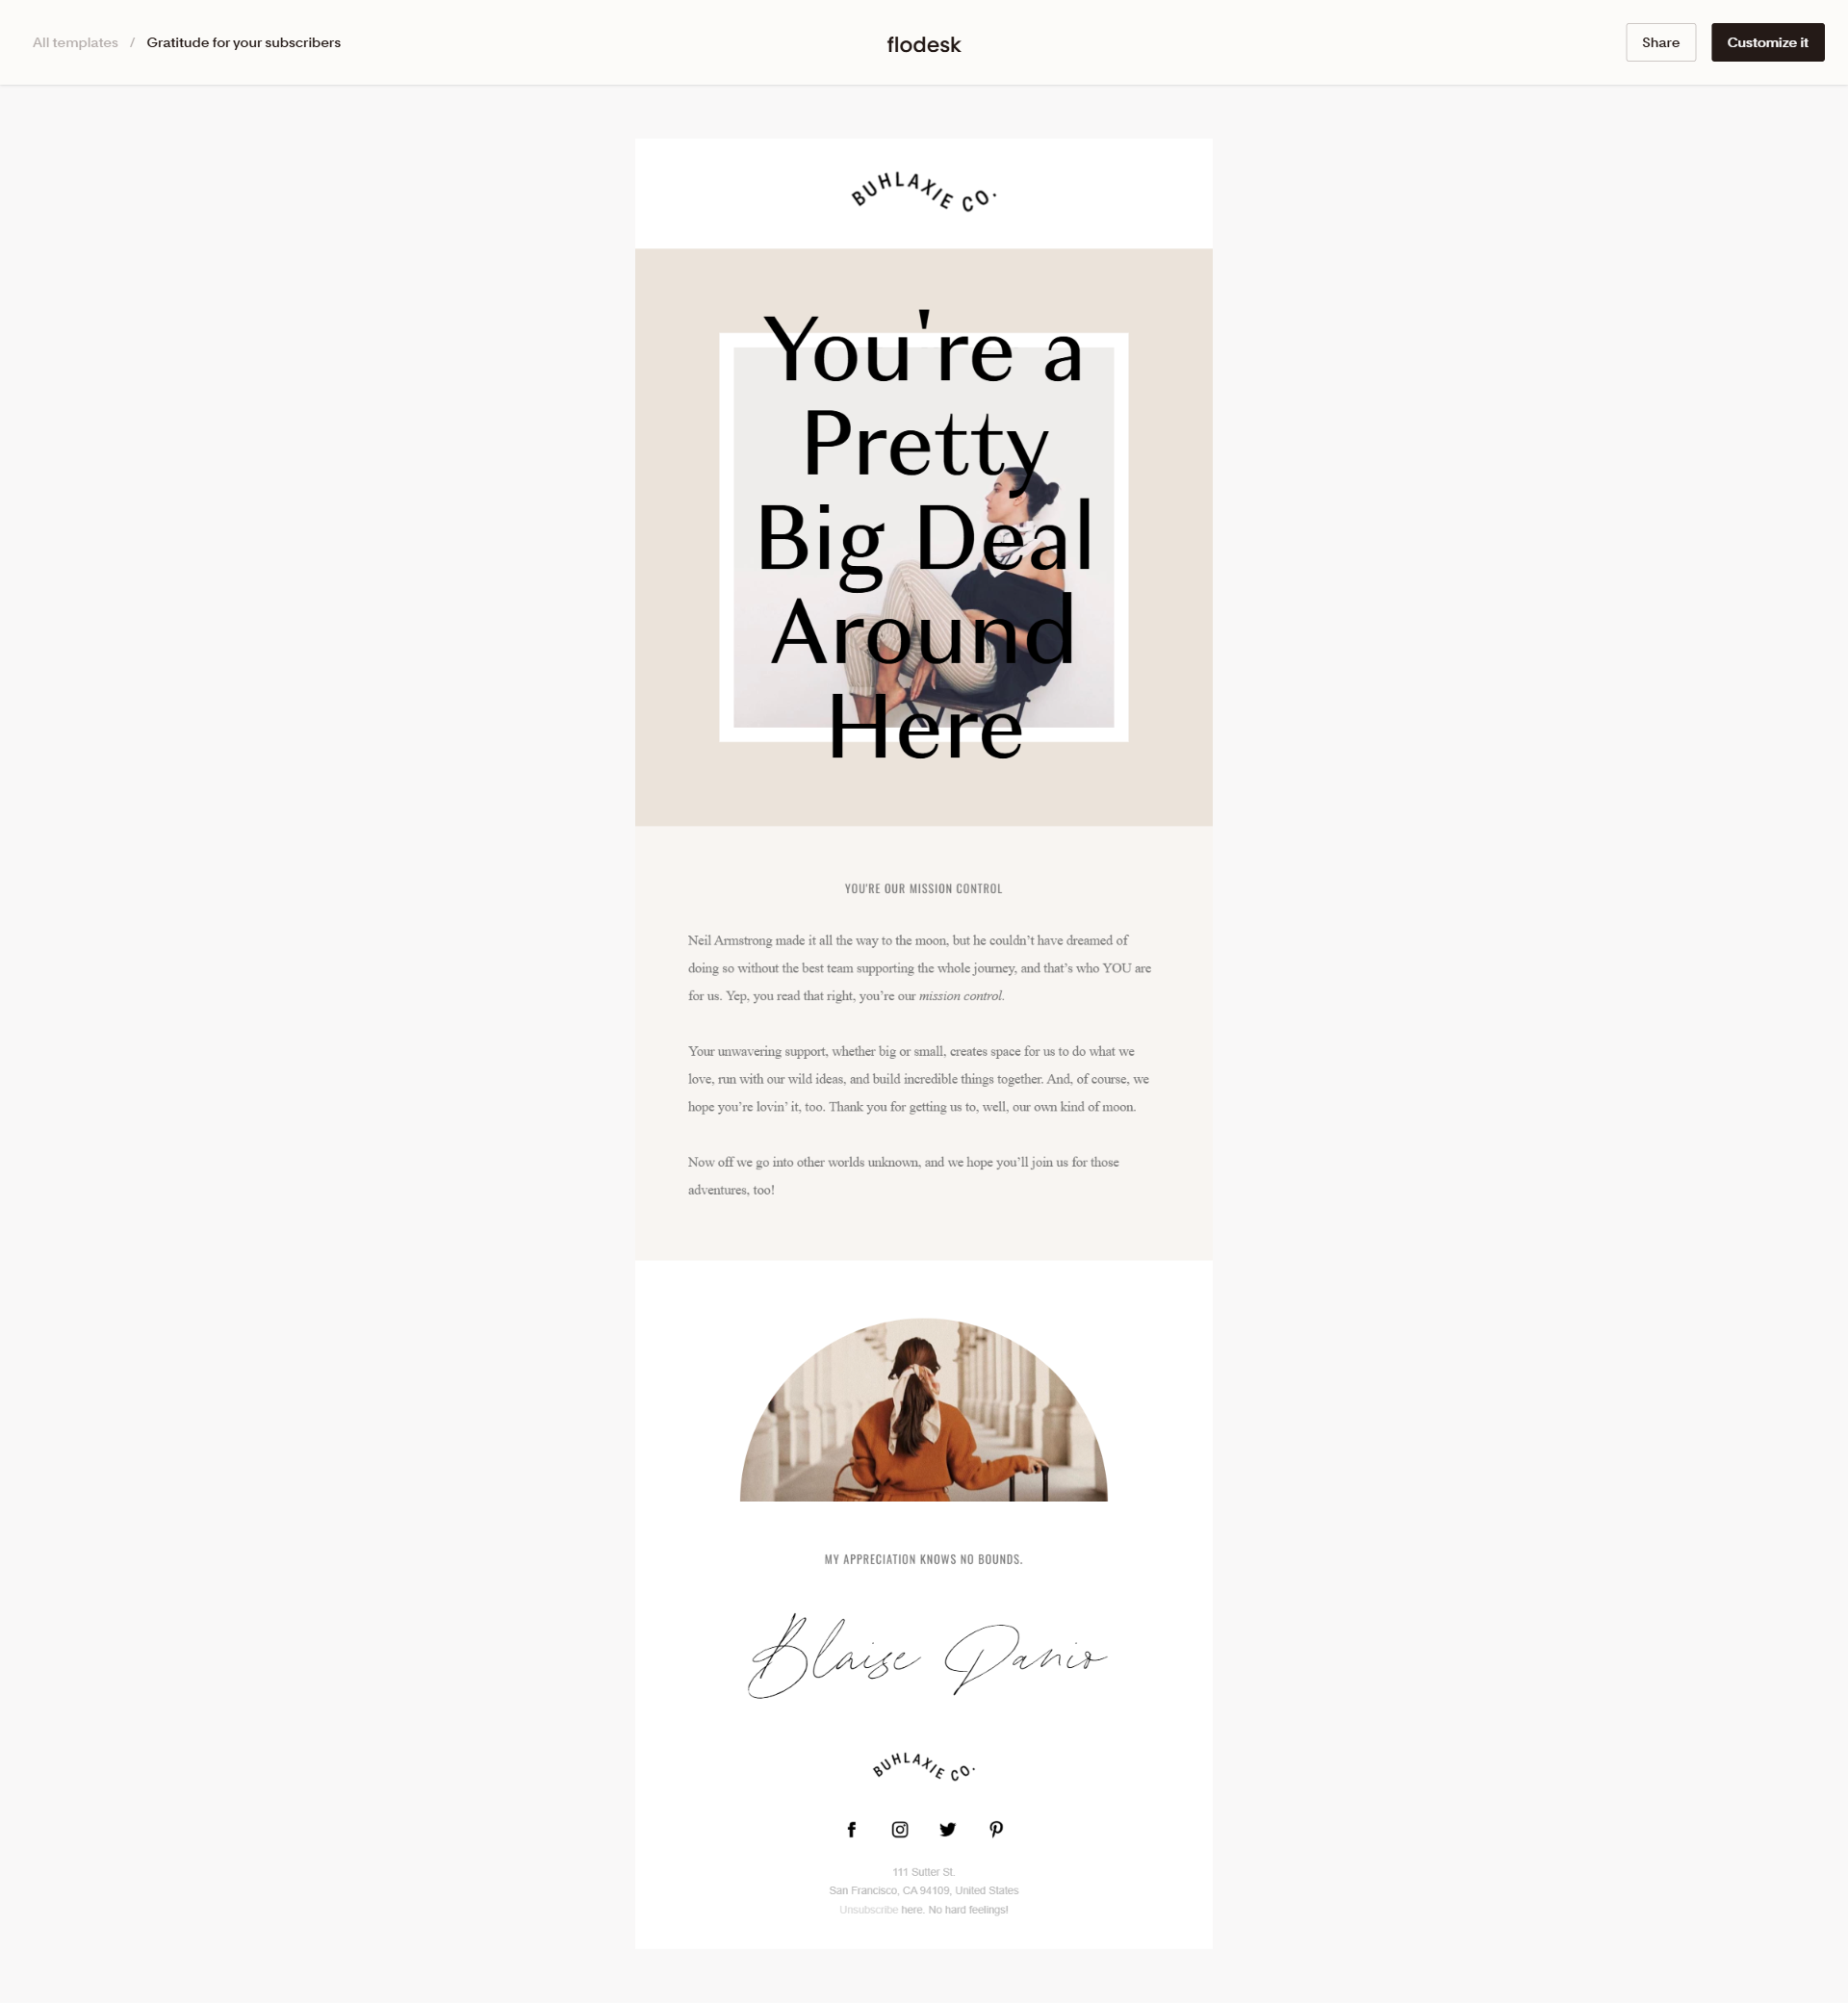 All templates / Gratitude for your subscribers
flodesk
Share
Customize it
BUHLAXIE CO.
You're a
Pretty
Big Deal
Around
Here
YOU'RE OUR MISSION CONTROL
Neil Armstrong made it all the way to the moon, but he couldn’t have dreamed of
doing so without the best team supporting the whole journey, and that’s who YOU are
for us. Yep, you read that right, you’re our mission control.
Your unwavering support, whether big or small, creates space for us to do what we
love, run with our wild ideas, and build incredible things together. And, of course, we
hope you’re lovin’ it, too. Thank you for getting us to, well, our own kind of moon.
Now off we go into other worlds unknown, and we hope you’ll join us for those
adventures, too!
MY APPRECIATION KNOWS NO BOUNDS.
Blaise Danio
BUHLAXIE CO.
111 Sutter St.
San Francisco, CA 94109, United States
Unsubscribe here. No hard feelings!